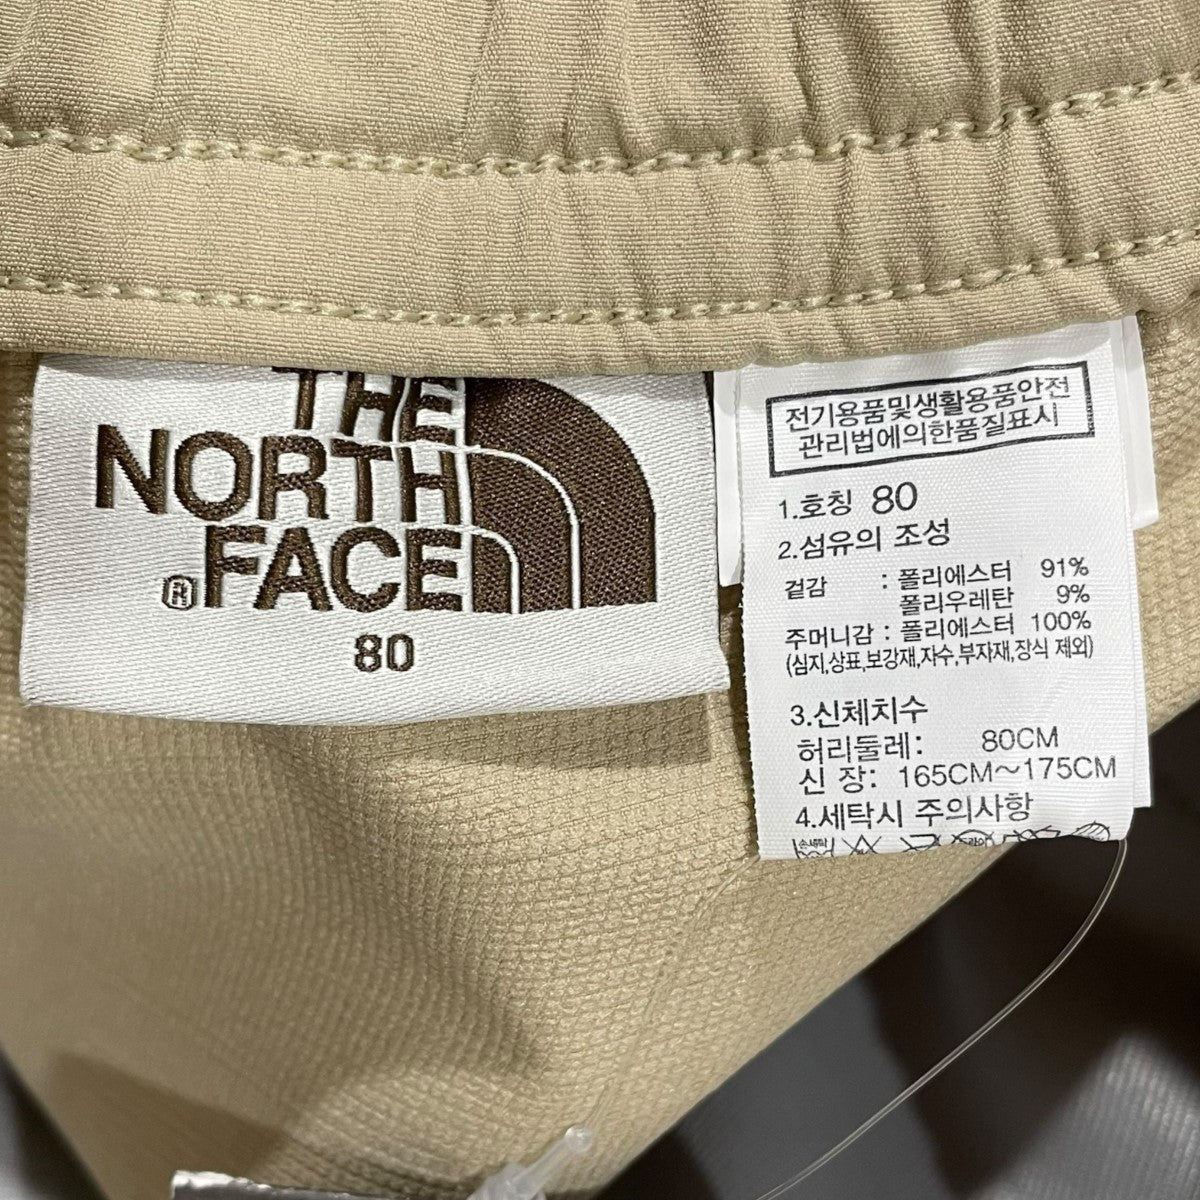 THE
NORTH
FACE
®
80
전기용품및생활용품안전
관리법에의한품질표시
1.호칭 80
2.섬유의 조성
겉감 : 폴리에스터 91%
폴리우레탄 9%
주머니감 : 폴리에스터 100%
(심지,상표,보강재,자수,부자재,장식 제외)
3.신체치수
허리둘레: 80CM
신 장: 165CM~175CM
4.세탁시 주의사항
손세탁